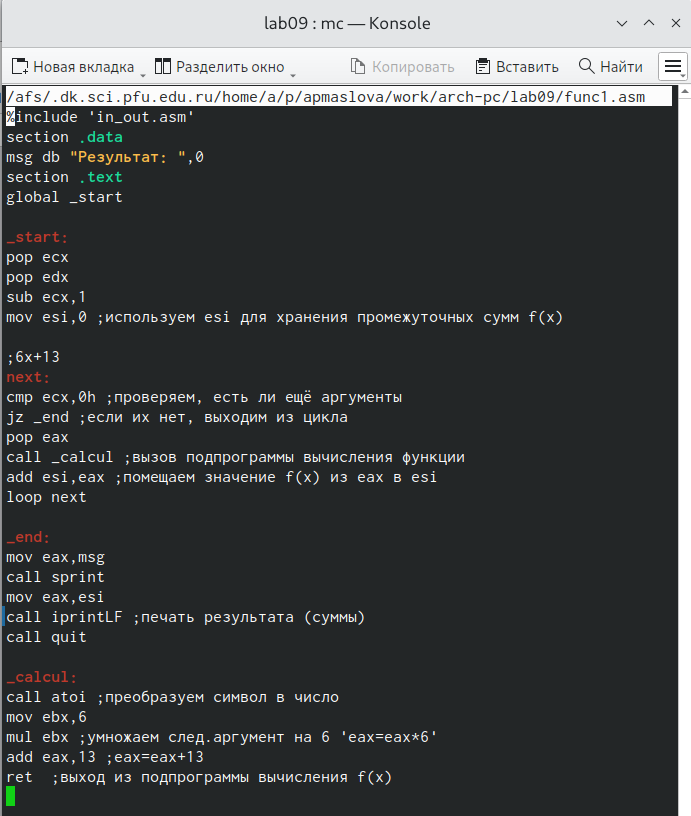 lab09 : mc — Konsole
Новая вкладка Разделить окно Копировать Вставить Найти
/afs/.dk.sci.pfu.edu.ru/home/a/p/apmaslova/work/arch-pc/lab09/func1.asm
%include 'in_out.asm'
section .data
msg db "Результат: ",0
section .text
global _start
_start:
pop ecx
pop edx
sub ecx,1
mov esi,0 ;используем esi для хранения промежуточных сумм f(x)
;6x+13
next:
cmp ecx,0h ;проверяем, есть ли ещё аргументы
jz _end ;если их нет, выходим из цикла
pop eax
call _calcul ;вызов подпрограммы вычисления функции
add esi,eax ;помещаем значение f(x) из eax в esi
loop next
_end:
mov eax,msg
call sprint
mov eax,esi
call iprintLF ;печать результата (суммы)
call quit
_calcul:
call atoi ;преобразуем символ в число
mov ebx,6
mul ebx ;умножаем след.аргумент на 6 'eax=eax*6'
add eax,13 ;eax=eax+13
ret  ;выход из подпрограммы вычисления f(x)